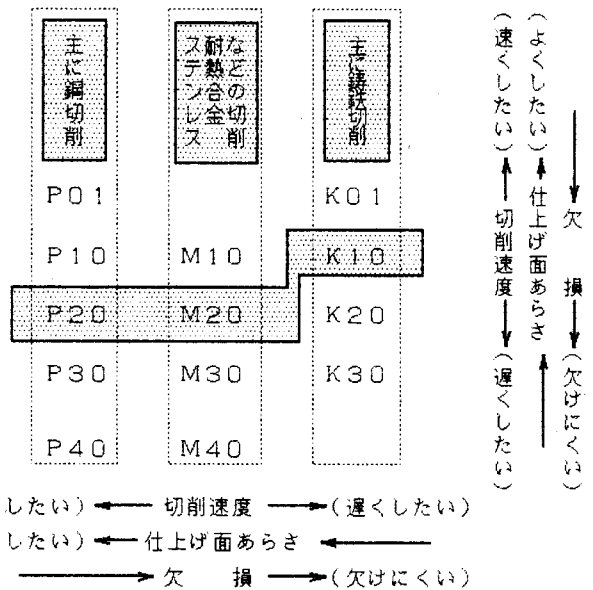 主に鋼切削
ステンレス
耐熱合金
などの切削
主に鋳鉄切削
P01 K01
P10 M10 K10
P20 M20 K20
P30 M30 K30
P40 M40
(速くしたい) 切削速度 (遅くしたい)
(よくしたい) 仕上げ面あらさ
欠 損 (欠けにくい)
したい) 切削速度 (遅くしたい)
したい) 仕上げ面あらさ
欠 損 (欠けにくい)